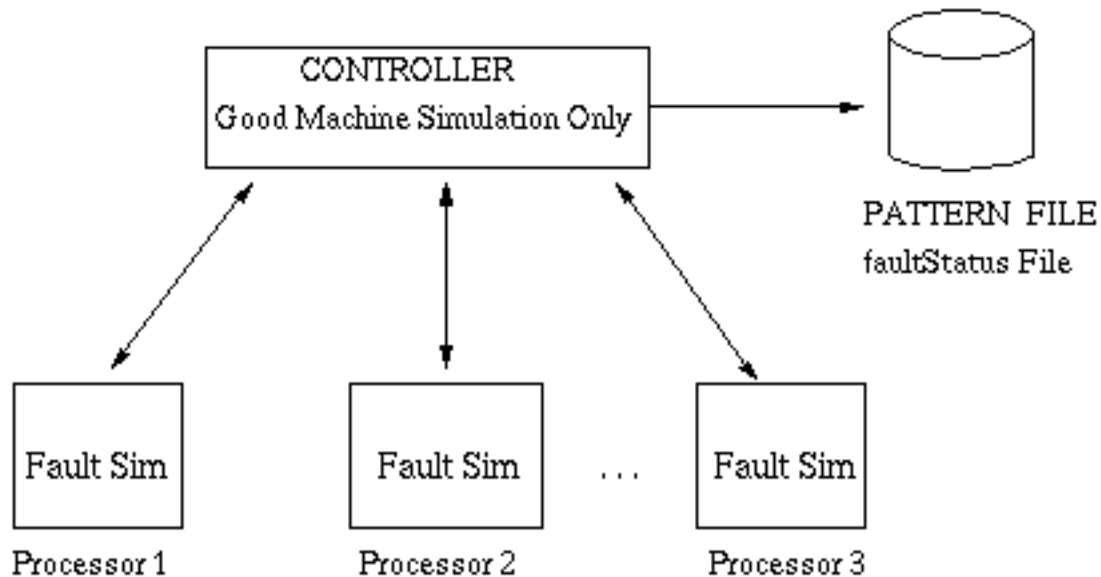 CONTROLLER
Good Machine Simulation Only
PATTERN FILE
faultStatus File
Fault Sim
Fault Sim
...
Fault Sim
Processor 1
Processor 2
Processor 3